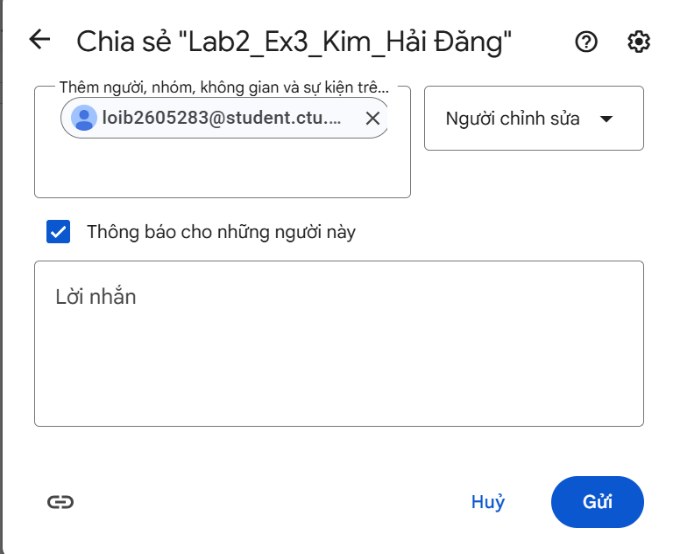 Chia sẻ "Lab2_Ex3_Kim_Hải Đăng"
Thêm người, nhóm, không gian và sự kiện trê...
loib2605283@student.ctu....
Người chỉnh sửa
Thông báo cho những người này
Lời nhắn
Huỷ
Gửi